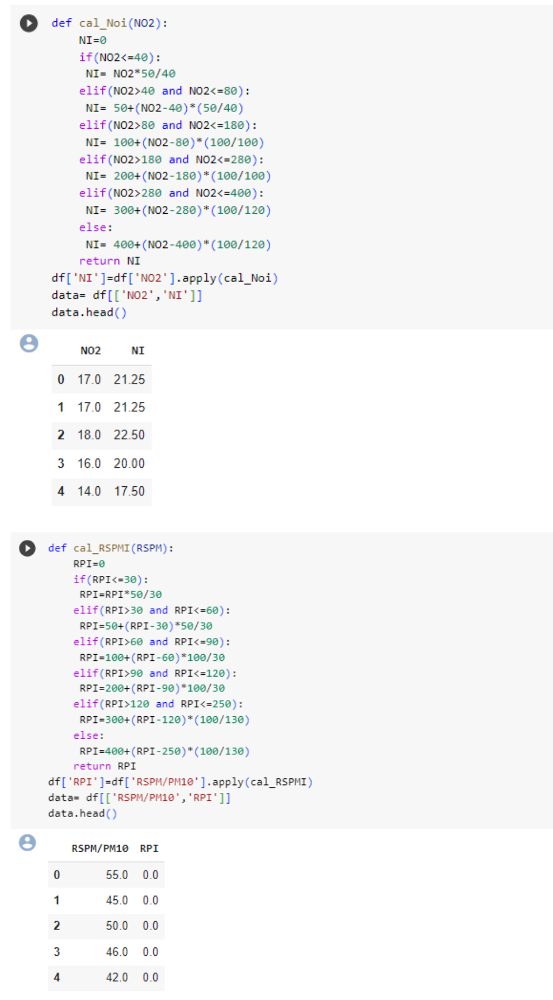 def cal_Noi(NO2):
    NI=0
    if(NO2<=40):
     NI= NO2*50/40
    elif(NO2>40 and NO2<=80):
     NI= 50+(NO2-40)*(50/40)
    elif(NO2>80 and NO2<=180):
     NI= 100+(NO2-80)*(100/100)
    elif(NO2>180 and NO2<=280):
     NI= 200+(NO2-180)*(100/100)
    elif(NO2>280 and NO2<=400):
     NI= 300+(NO2-280)*(100/120)
    else:
     NI= 400+(NO2-400)*(100/120)
    return NI
df['NI']=df['NO2'].apply(cal_Noi)
data= df[['NO2','NI']]
data.head()
NO2 NI
0 17.0 21.25
1 17.0 21.25
2 18.0 22.50
3 16.0 20.00
4 14.0 17.50
def cal_RSPMI(RSPM):
    RPI=0
    if(RPI<=30):
     RPI=RPI*50/30
    elif(RPI>30 and RPI<=60):
     RPI=50+(RPI-30)*50/30
    elif(RPI>60 and RPI<=90):
     RPI=100+(RPI-60)*100/30
    elif(RPI>90 and RPI<=120):
     RPI=200+(RPI-90)*100/30
    elif(RPI>120 and RPI<=250):
     RPI=300+(RPI-120)*(100/130)
    else:
     RPI=400+(RPI-250)*(100/130)
    return RPI
df['RPI']=df['RSPM/PM10'].apply(cal_RSPMI)
data= df[['RSPM/PM10','RPI']]
data.head()
RSPM/PM10 RPI
0 55.0 0.0
1 45.0 0.0
2 50.0 0.0
3 46.0 0.0
4 42.0 0.0